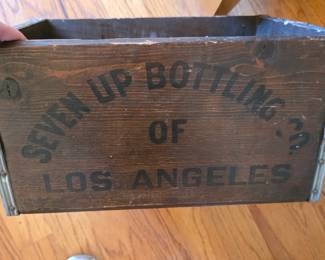 SEVEN UP BOTTLING CO.
OF
LOS ANGELES